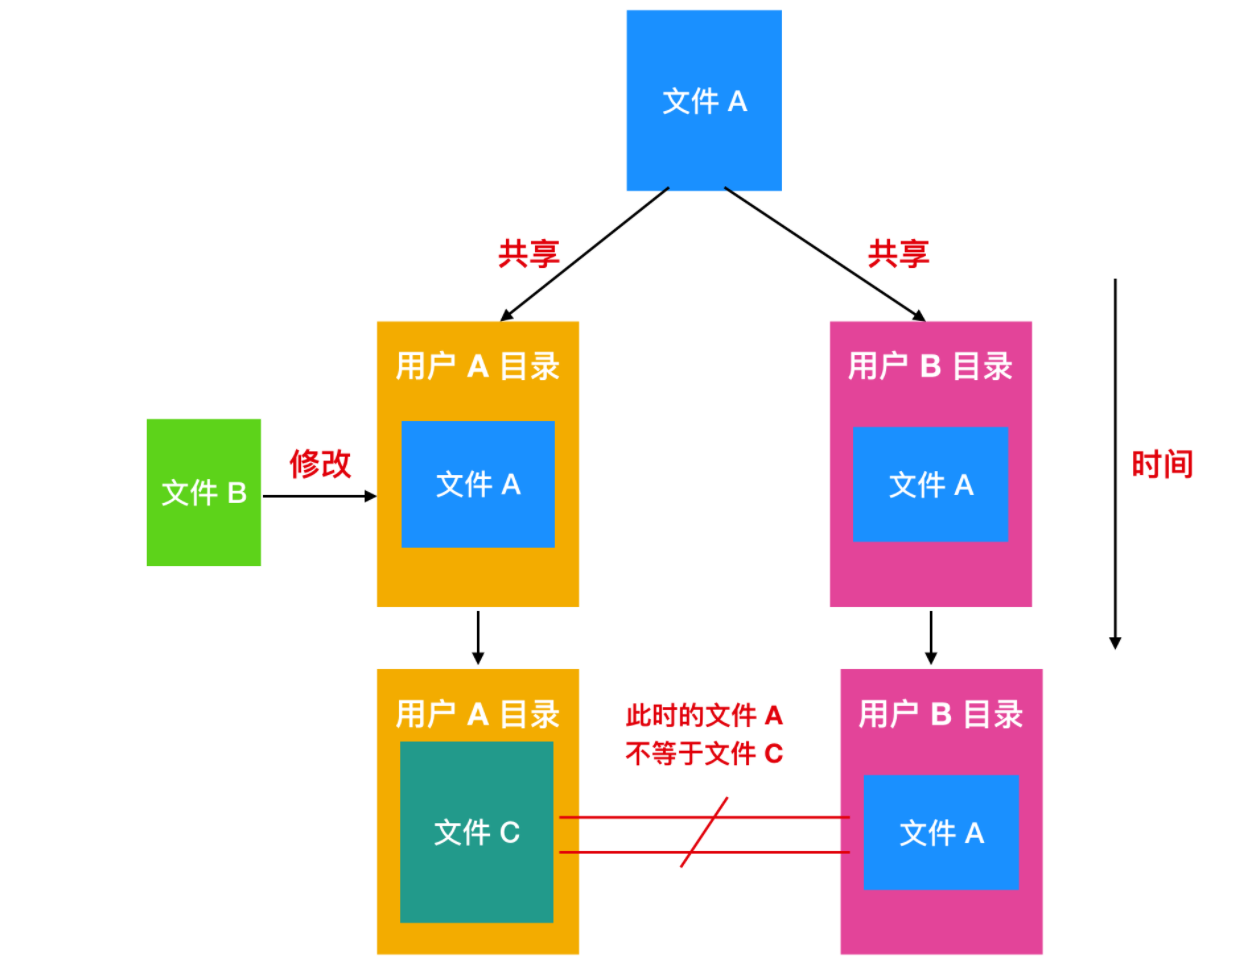 文件 A
共享
共享
用户 A 目录
用户 B 目录
文件 B
修改
文件 A
文件 A
时间
用户 A 目录
此时的文件 A
不等于文件 C
用户 B 目录
文件 C
文件 A